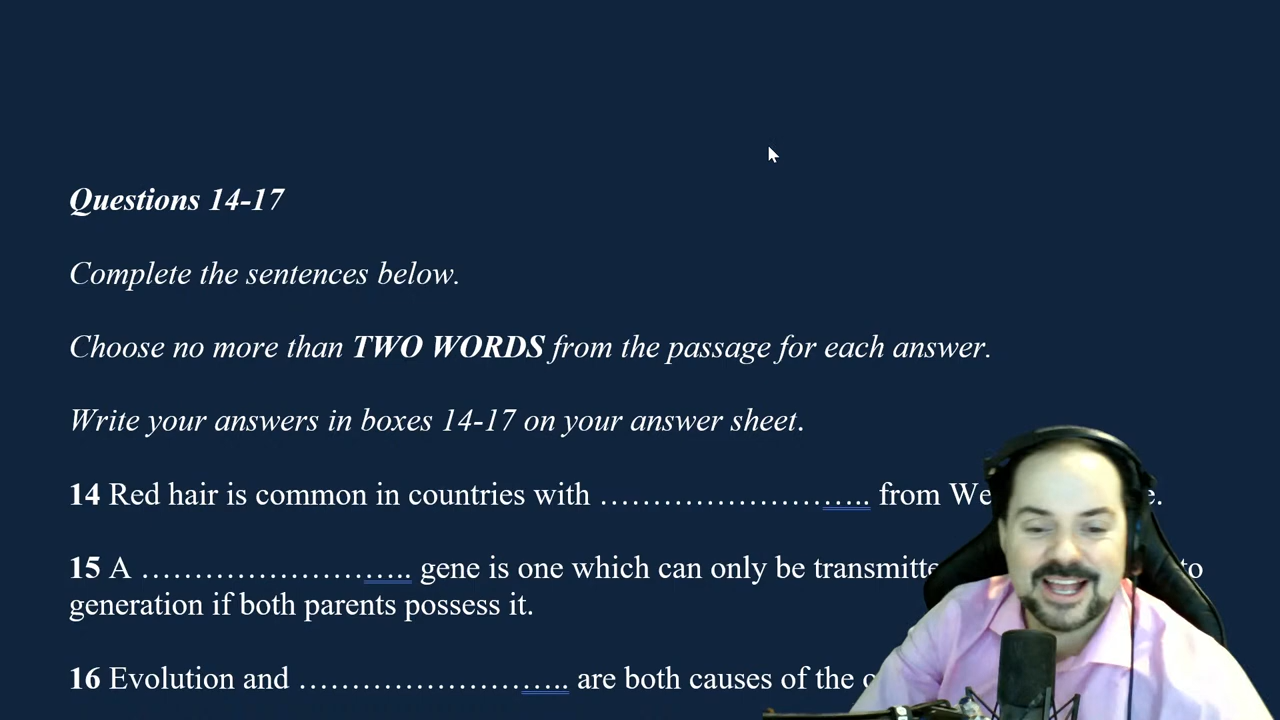 Questions 14-17
Complete the sentences below.
Choose no more than TWO WORDS from the passage for each answer.
Write your answers in boxes 14-17 on your answer sheet.
14 Red hair is common in countries with ……………………….. from
15 A ……………………….. gene is one which can only be to
generation if both parents possess it.
16 Evolution and ……………………….. are both causes of the